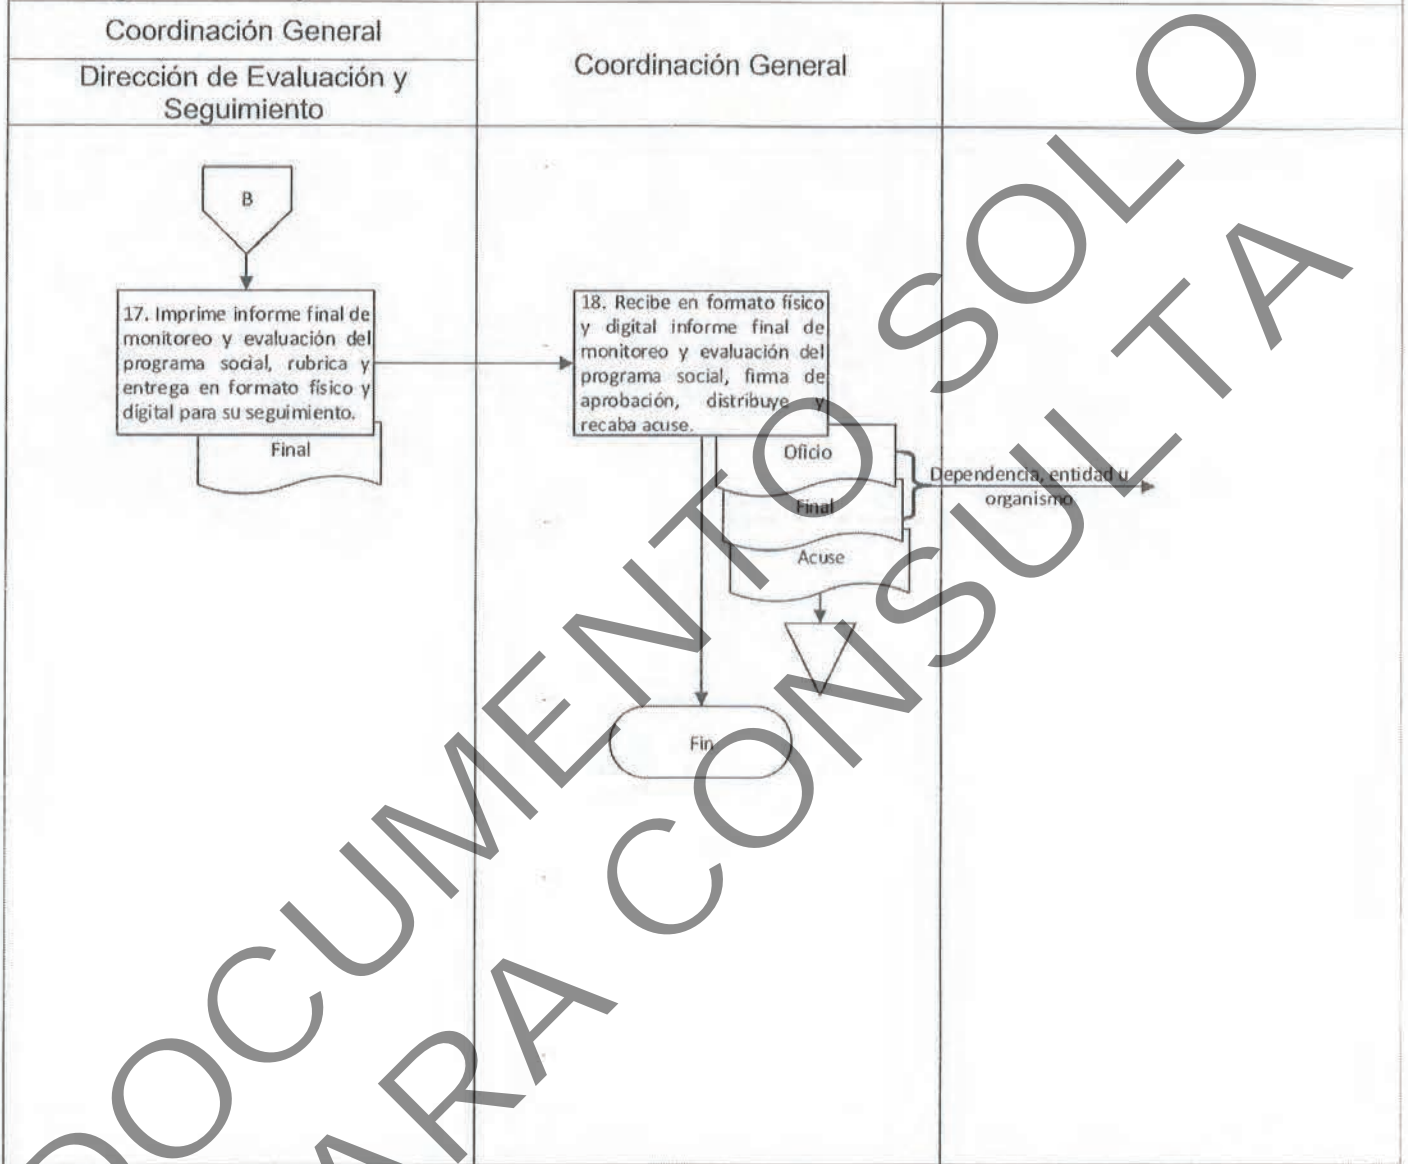 Coordinación General
Dirección de Evaluación y
Seguimiento
Coordinación General
B
17. Imprime informe final de
monitoreo y evaluación del
programa social, rubrica y
entrega en formato físico y
digital para su seguimiento.
Final
18. Recibe en formato físico
y digital informe final de
monitoreo y evaluación del
programa social, firma de
aprobación, distribuye y
recaba acuse.
Oficio
Final
Acuse
Dependencia, entidad u
organismo
Fin
DOCUMENTO SOLO
PARA CONSULTA